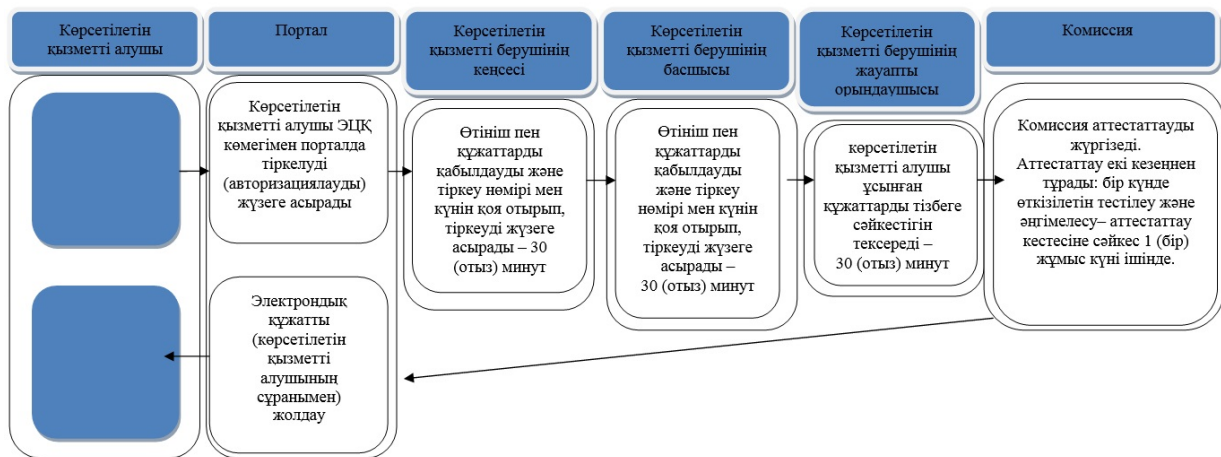 Көрсетілетін
қызметті алушы
Портал
Көрсетілетін
қызметті берушінің
кеңсесі
Көрсетілетін
қызметті берушінің
басшысы
Көрсетілетін
қызметті берушінің
жауапты
орындаушысы
Комиссия
Көрсетілетін
қызметті алушы ЭЦҚ
көмегімен порталда
тіркелуді
(авторизациялауды)
жүзеге асырады
Өтініш пен
құжаттарды
қабылдауды және
тіркеу нөмірі мен
күнін қоя отырып,
тіркеуді жүзеге
асырады – 30
(отыз) минут
Өтініш пен
құжаттарды
қабылдауды және
тіркеу нөмірі мен
күнін қоя отырып,
тіркеуді жүзеге
асырады –
30 (отыз) минут
көрсетілетін
қызметті алушы
ұсынған
құжаттарды тізбеге
сәйкестігін
тексереді –
30 (отыз) минут
Комиссия аттестаттауды
жүргізеді.
Аттестаттау екі кезеңнен
тұрады: бір күнде
өткізілетін тестілеу және
әңгімелесу– аттестаттау
кестесіне сәйкес 1 (бір)
жұмыс күні ішінде.
Электрондық
құжатты
(көрсетілетін
қызметті
алушының
сұранымен)
жолдау